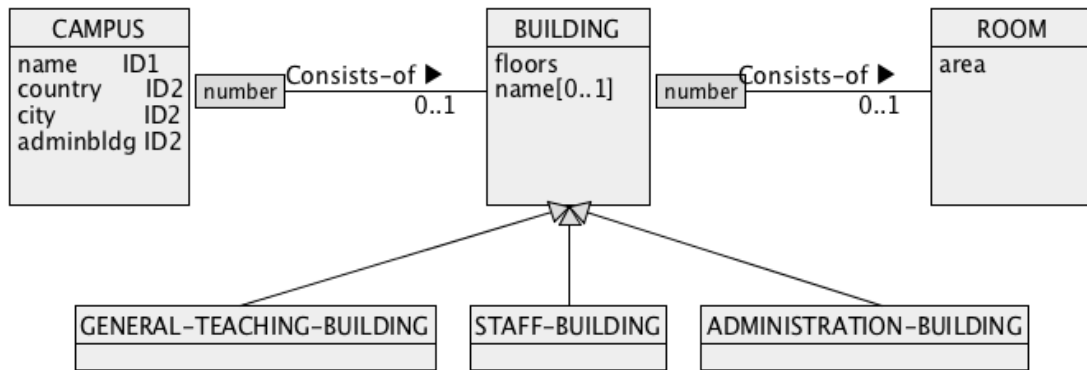 CAMPUS
name ID1
country ID2
city ID2
adminbldg ID2
number
Consists-of ▶
0..1
BUILDING
floors
name[0..1]
number
Consists-of ▶
0..1
ROOM
area
GENERAL-TEACHING-BUILDING
STAFF-BUILDING
ADMINISTRATION-BUILDING